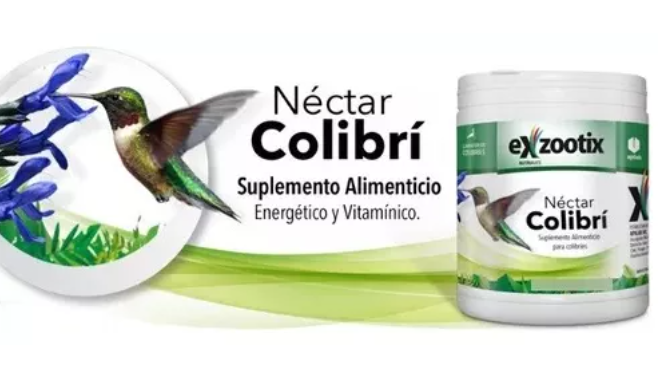 Néctar
Colibrí
Suplemento Alimenticio
Energético y Vitamínico.
exzootix
Néctar
Colibrí
Suplemento Alimenticio
para colibríes
X